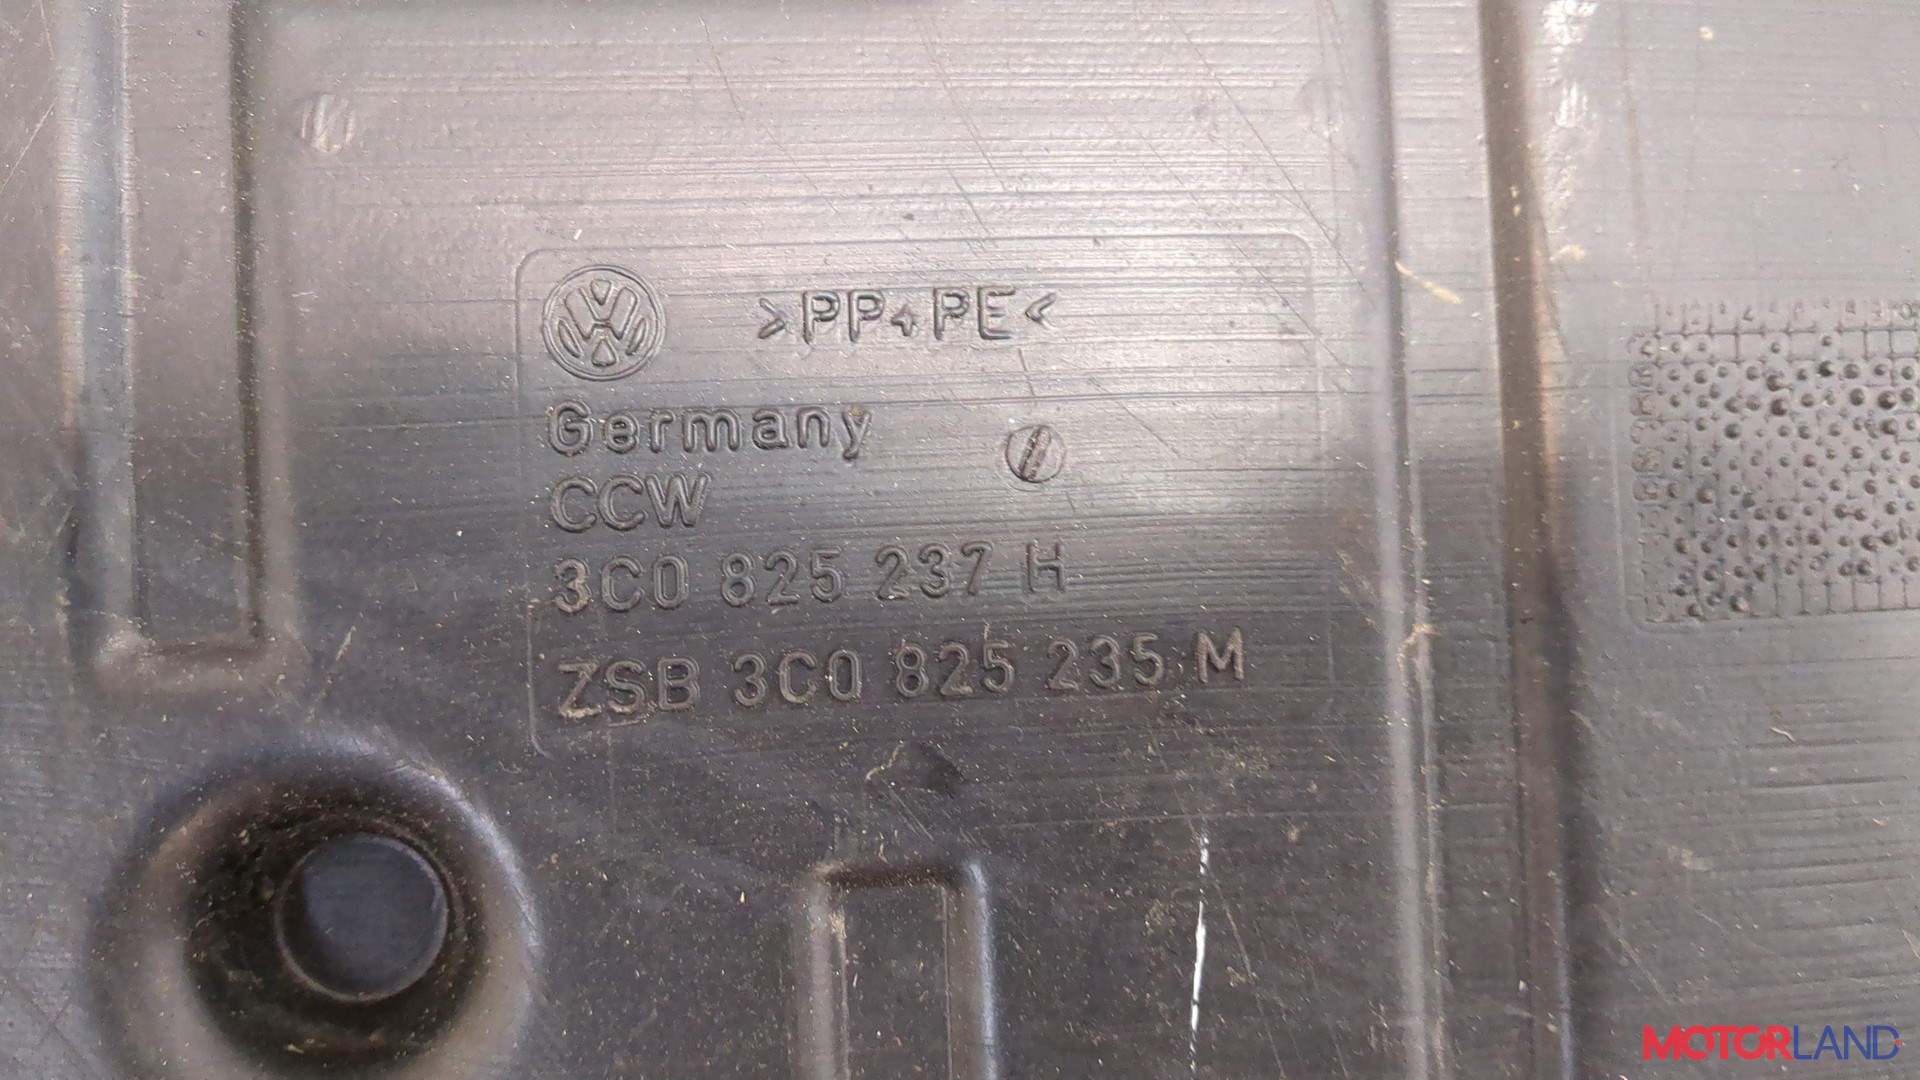 >PP+PE<
Germany
CCW
3C0 825 237 H
ZSB 3C0 825 235 M
MOTORLAND